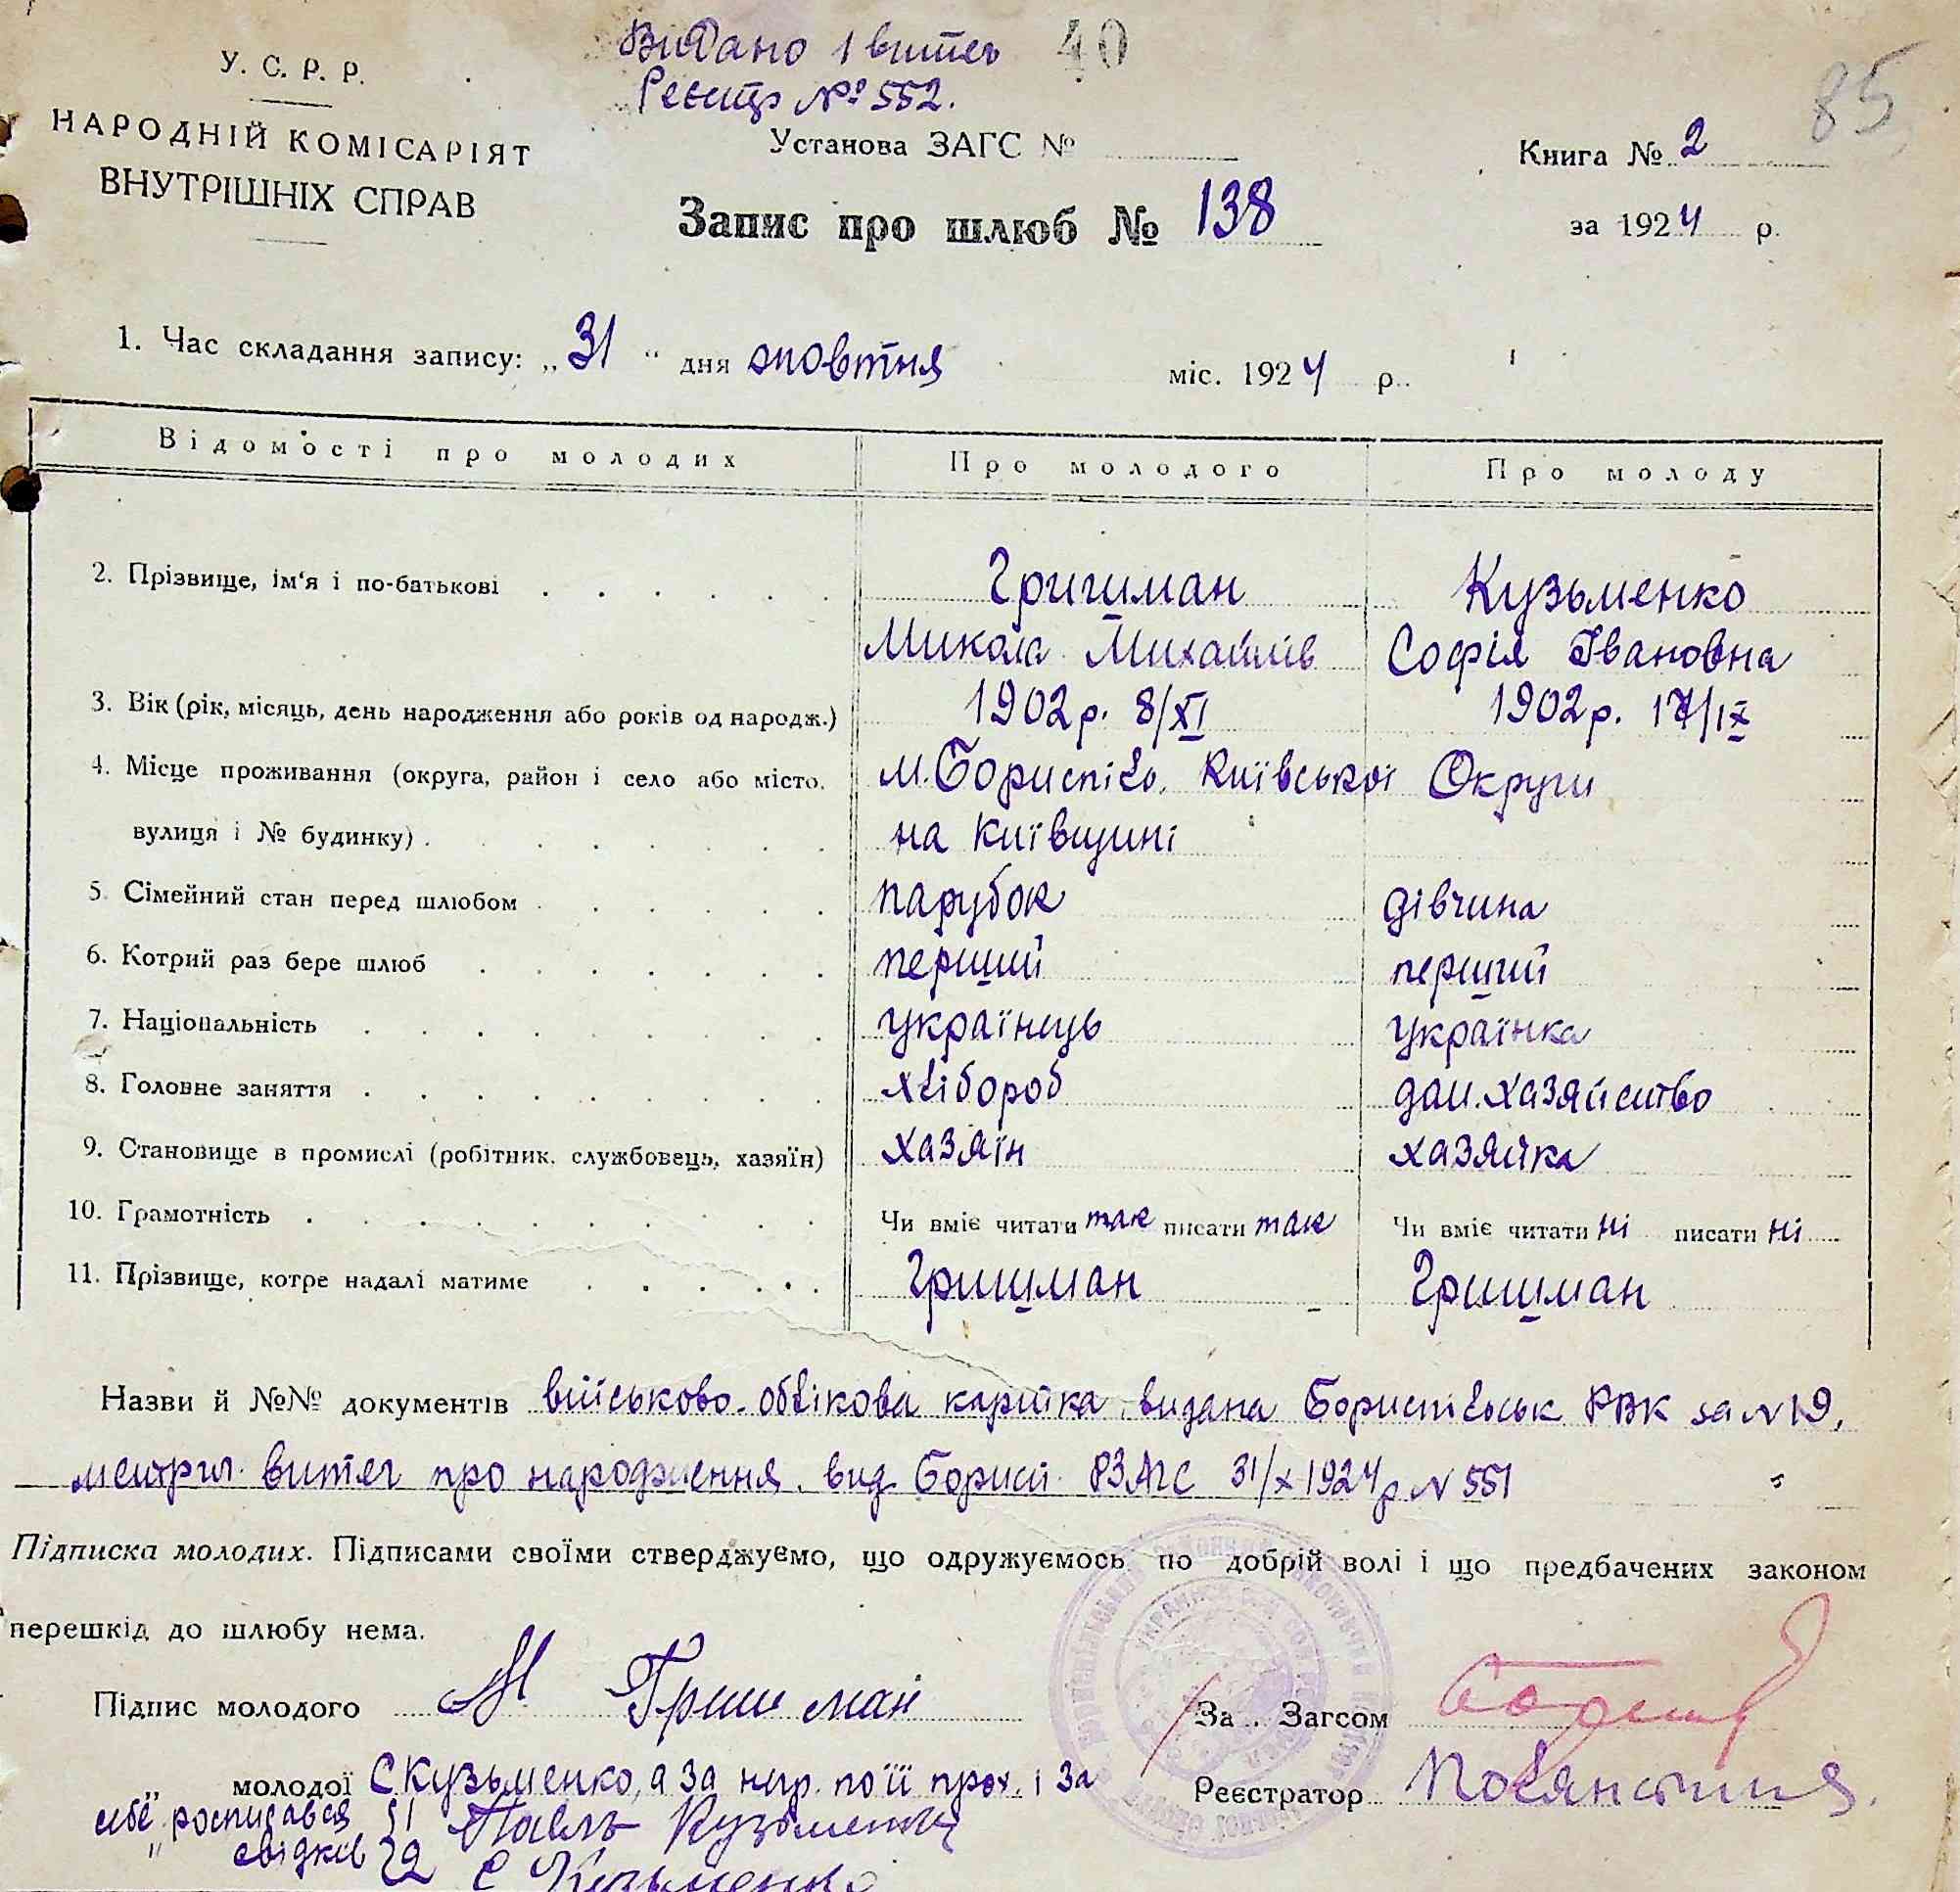 Видано 1 витяг 40
Реєстр №552.
85
У. С. Р. Р.
НАРОДНІЙ КОМІСАРІЯТ
ВНУТРІШНІХ СПРАВ
Установа ЗАГС №
Книга № 2
Запис про шлюб № 138
за 1924 р.
1. Час складання запису: „31“ дня жовтня міс. 1924 р.
Відомості про молодих Про молодого Про молоду
2. Прізвище, ім'я і по-батькові Гришман Кузьменко
Микола Михайлів Софія Івановна
3. Вік (рік, місяць, день народження або років од народж.) 1902 р. 8/XI 1902 р. 17/IX
4. Місце проживання (округа, район і село або місто, м. Бориспіль, Київської Округи
вулиця і № будинку) на Київщині
5. Сімейний стан перед шлюбом парубок дівчина
6. Котрий раз бере шлюб перший перший
7. Національність українець українка
8. Головне заняття хлібороб дом. хазяйство
9. Становище в промислі (робітник, службовець, хазяїн) хазяїн хазяйка
10. Грамотність Чи вміє читати так писати так Чи вміє читати ні писати ні
11. Прізвище, котре надалі матиме Гришман Гришман
Назви й №№ документів військово-облікова картка, видана Бориспільськ РВК за N 19,
метрич. витяг про народження, вид Борисп РЗАГС 31/X 1924 р N 551
Підписка молодих. Підписами своїми стверджуємо, що одружуємось по добрій волі і що предбачених законом
перешкід до шлюбу нема.
Підпис молодого М Гришман За Загсом
„ молодої С Кузьменко, а за негр. по її прох. і за Реєстратор
себе росписався 1 Павло Кузьменко
„ свідків 2 С Кузьменко